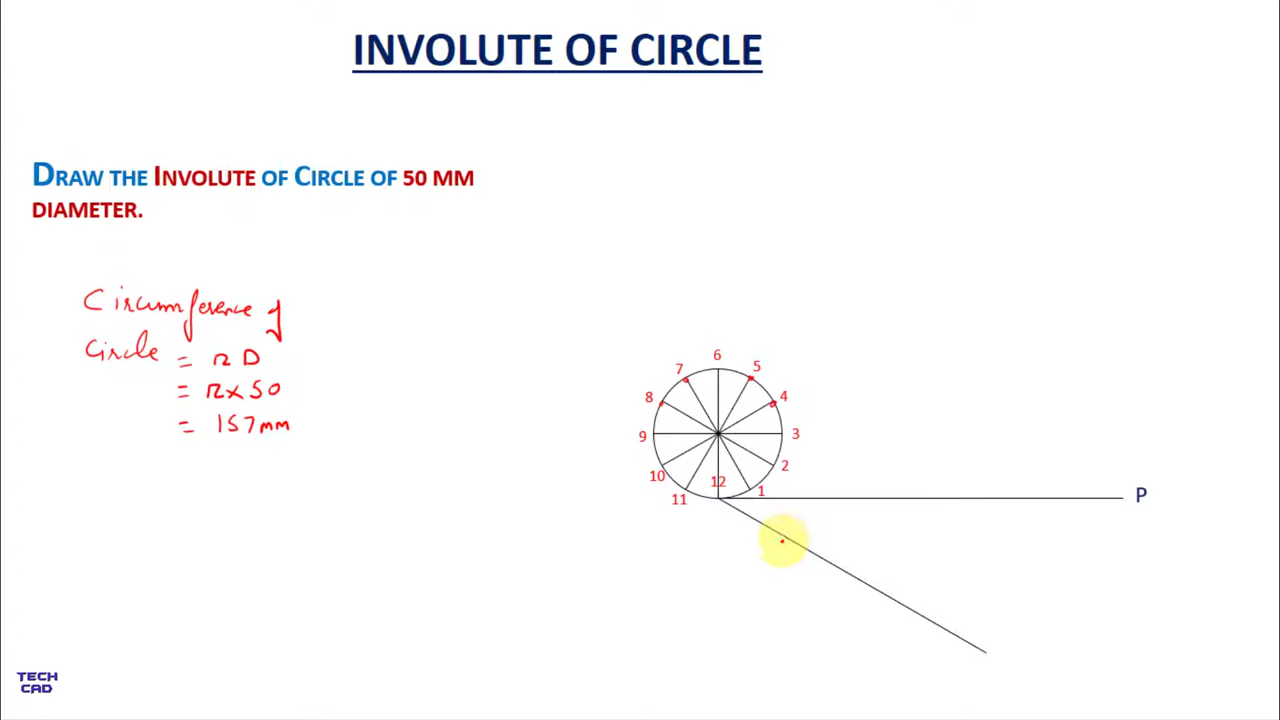 INVOLUTE OF CIRCLE
DRAW THE INVOLUTE OF CIRCLE OF 50 MM
DIAMETER.
Circumference of
Circle = πD
= π×50
= 157mm
6
7
5
8
4
9
3
10
2
12
11
1
P
TECH
CAD